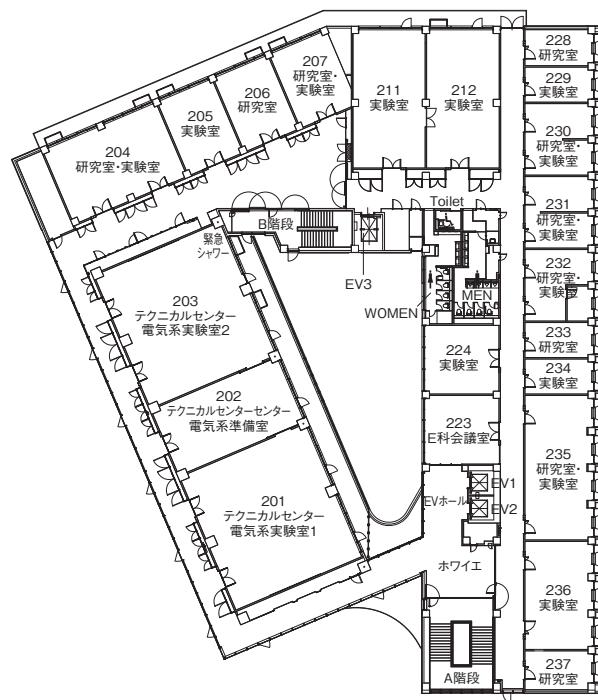 207
研究室・
実験室
206
研究室
205
実験室
204
研究室・実験室
211
実験室
212
実験室
228
研究室
229
実験室
230
研究室・
実験室
231
研究室・
実験室
232
研究室・
実験室
233
研究室
234
実験室
235
研究室・
実験室
236
実験室
237
研究室
Toilet
B階段
緊急
シャワー
EV3
WOMEN
MEN
203
テクニカルセンター
電気系実験室2
202
テクニカルセンターセンター
電気系準備室
201
テクニカルセンター
電気系実験室1
224
実験室
223
E科会議室
EV1
EVホール
EV2
ホワイエ
A階段